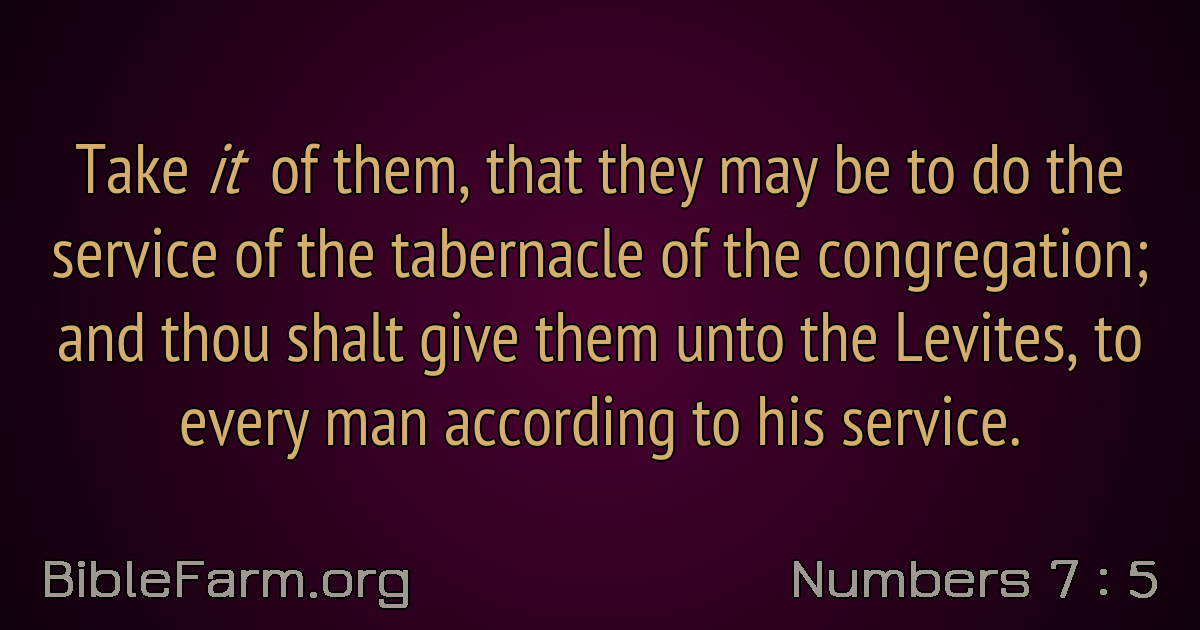 Take it of them, that they may be to do the
service of the tabernacle of the congregation;
and thou shalt give them unto the Levites, to
every man according to his service.
BibleFarm.org
Numbers 7 : 5